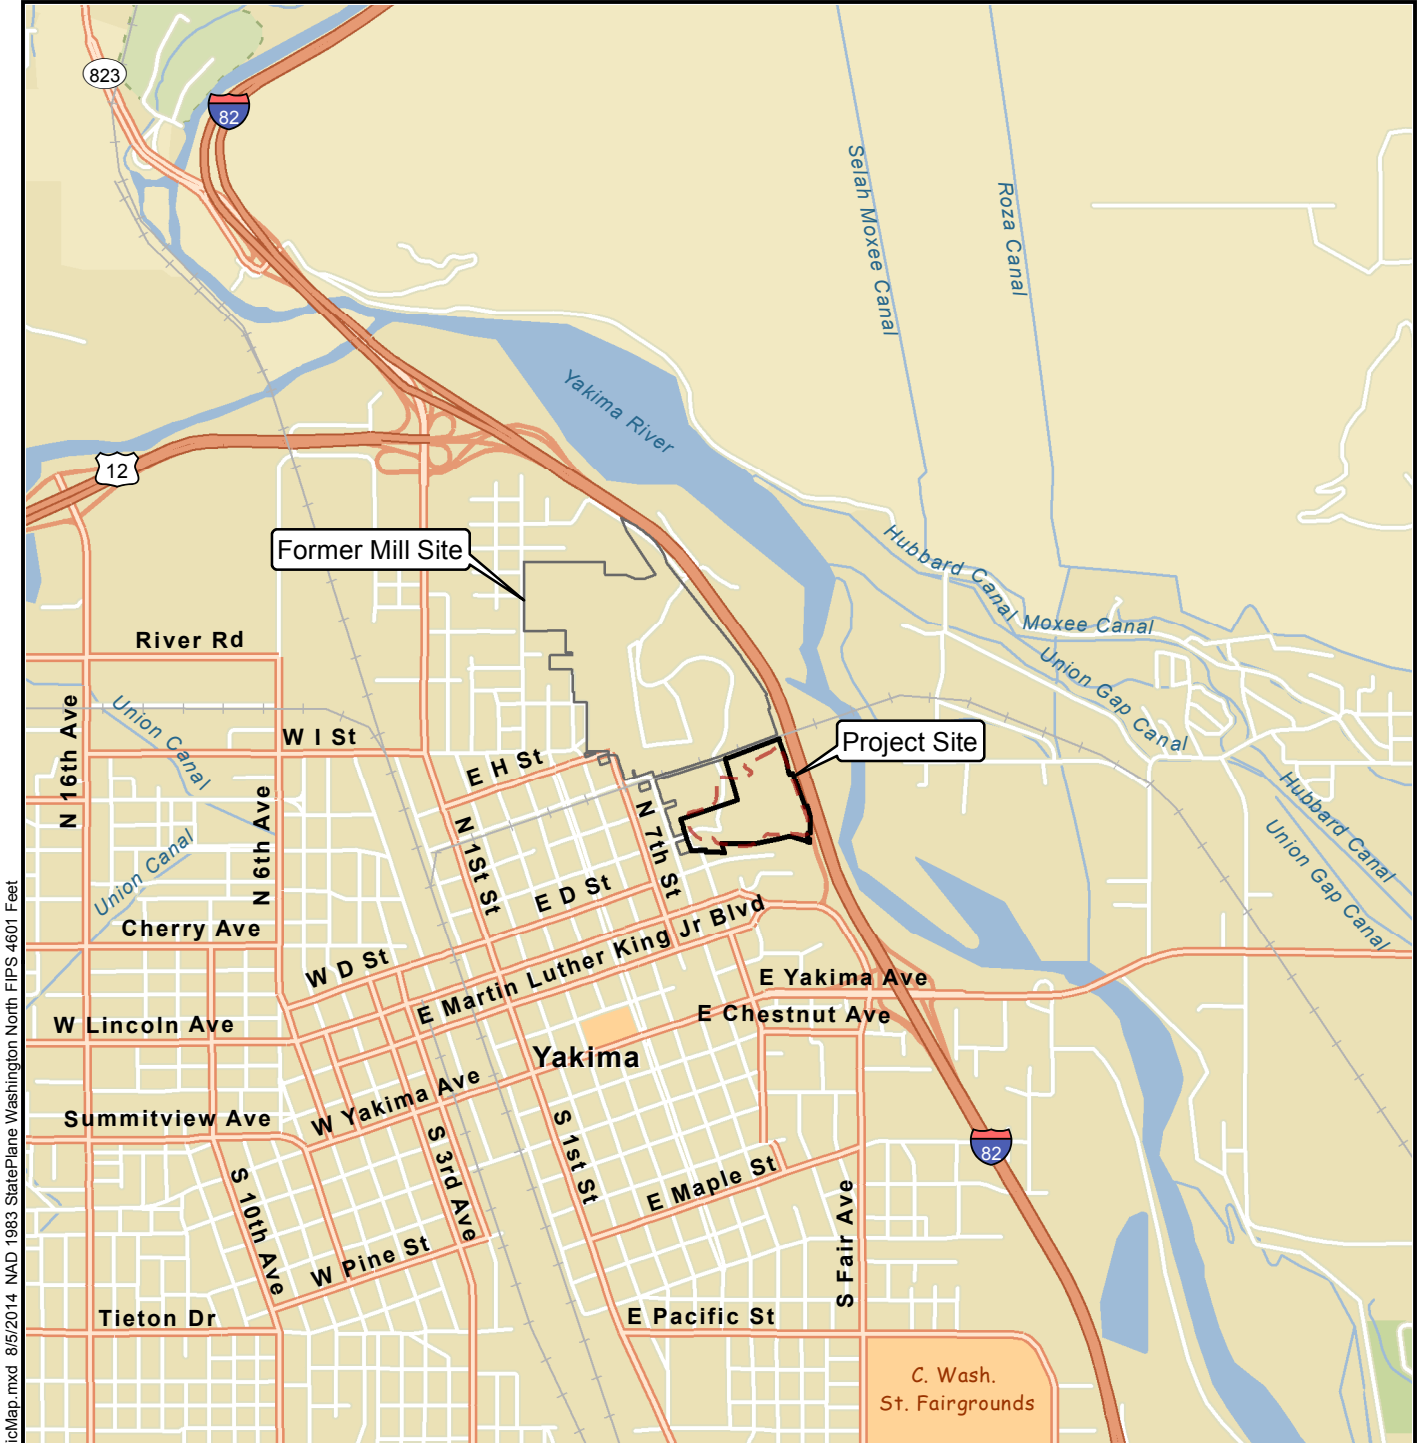 823
82
Selah Moxee Canal
Roza Canal
Yakima River
12
Former Mill Site
Hubbard Canal
Moxee Canal
River Rd
Union Gap Canal
N 16th Ave
Union Canal
W I St
Project Site
E H St
N 6th Ave
N 1St St
N 7th St
Hubbard Canal
Union Gap Canal
Union Canal
E D St
Cherry Ave
E Martin Luther King Jr Blvd
W D St
E Yakima Ave
W Lincoln Ave
E Chestnut Ave
Yakima
W Yakima Ave
Summitview Ave
S 1st St
S 3rd Ave
82
S 10th Ave
E Maple St
S Fair Ave
W Pine St
Tieton Dr
E Pacific St
C. Wash.
St. Fairgrounds
icMap.mxd 8/5/2014 NAD 1983 StatePlane Washington North FIPS 4601 Feet